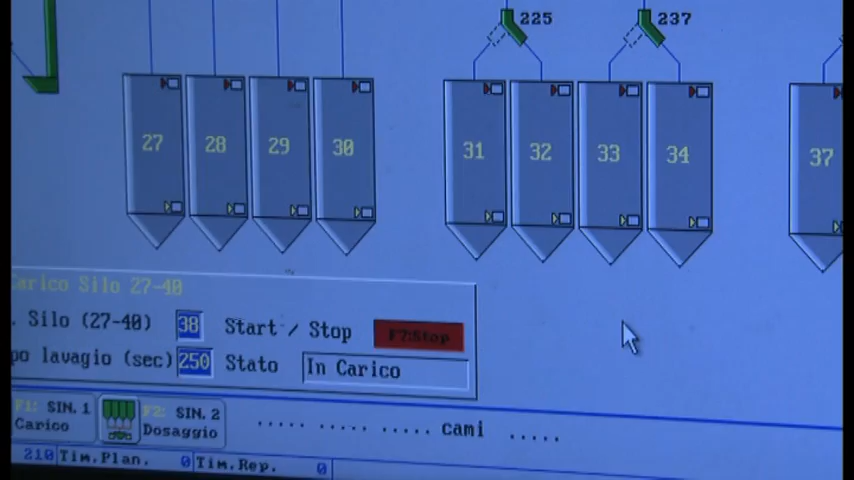 225 237
27 28 29 30 31 32 33 34 37
Carico Silo 27-40
. Silo (27-40) 38 Start / Stop F7:Stop
po lavagio (sec) 250 Stato In Carico
F1: SIN. 1 F2: SIN. 2
Carico Dosaggio ..... ..... ..... cami .....
210 Tim.Plan. 0 Tim.Rep. 0